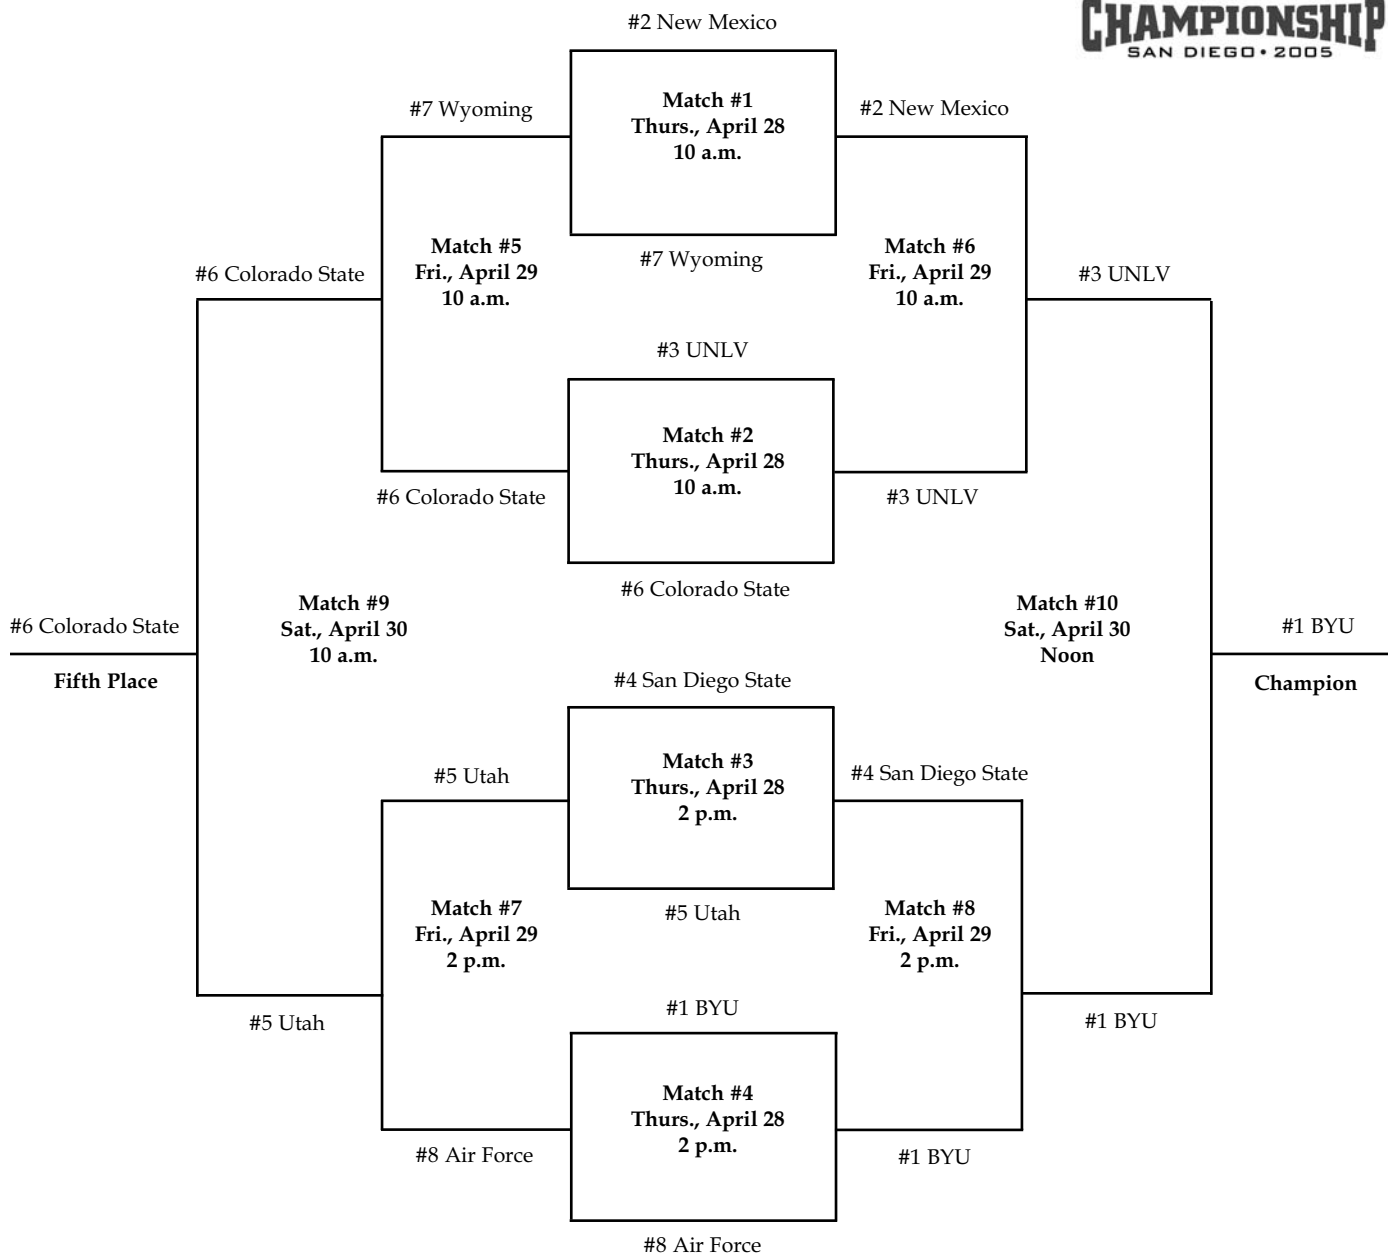 CHAMPIONSHIP
SAN DIEGO • 2005
#2 New Mexico
#7 Wyoming
Match #1
Thurs., April 28
10 a.m.
#2 New Mexico
#7 Wyoming
Match #5
Fri., April 29
10 a.m.
Match #6
Fri., April 29
10 a.m.
#6 Colorado State
#3 UNLV
#3 UNLV
Match #2
Thurs., April 28
10 a.m.
#6 Colorado State
#3 UNLV
#6 Colorado State
Match #9
Sat., April 30
10 a.m.
Match #10
Sat., April 30
Noon
#6 Colorado State
Fifth Place
#1 BYU
Champion
#4 San Diego State
#5 Utah
Match #3
Thurs., April 28
2 p.m.
#4 San Diego State
#5 Utah
Match #7
Fri., April 29
2 p.m.
Match #8
Fri., April 29
2 p.m.
#5 Utah
#1 BYU
#1 BYU
Match #4
Thurs., April 28
2 p.m.
#8 Air Force
#1 BYU
#8 Air Force